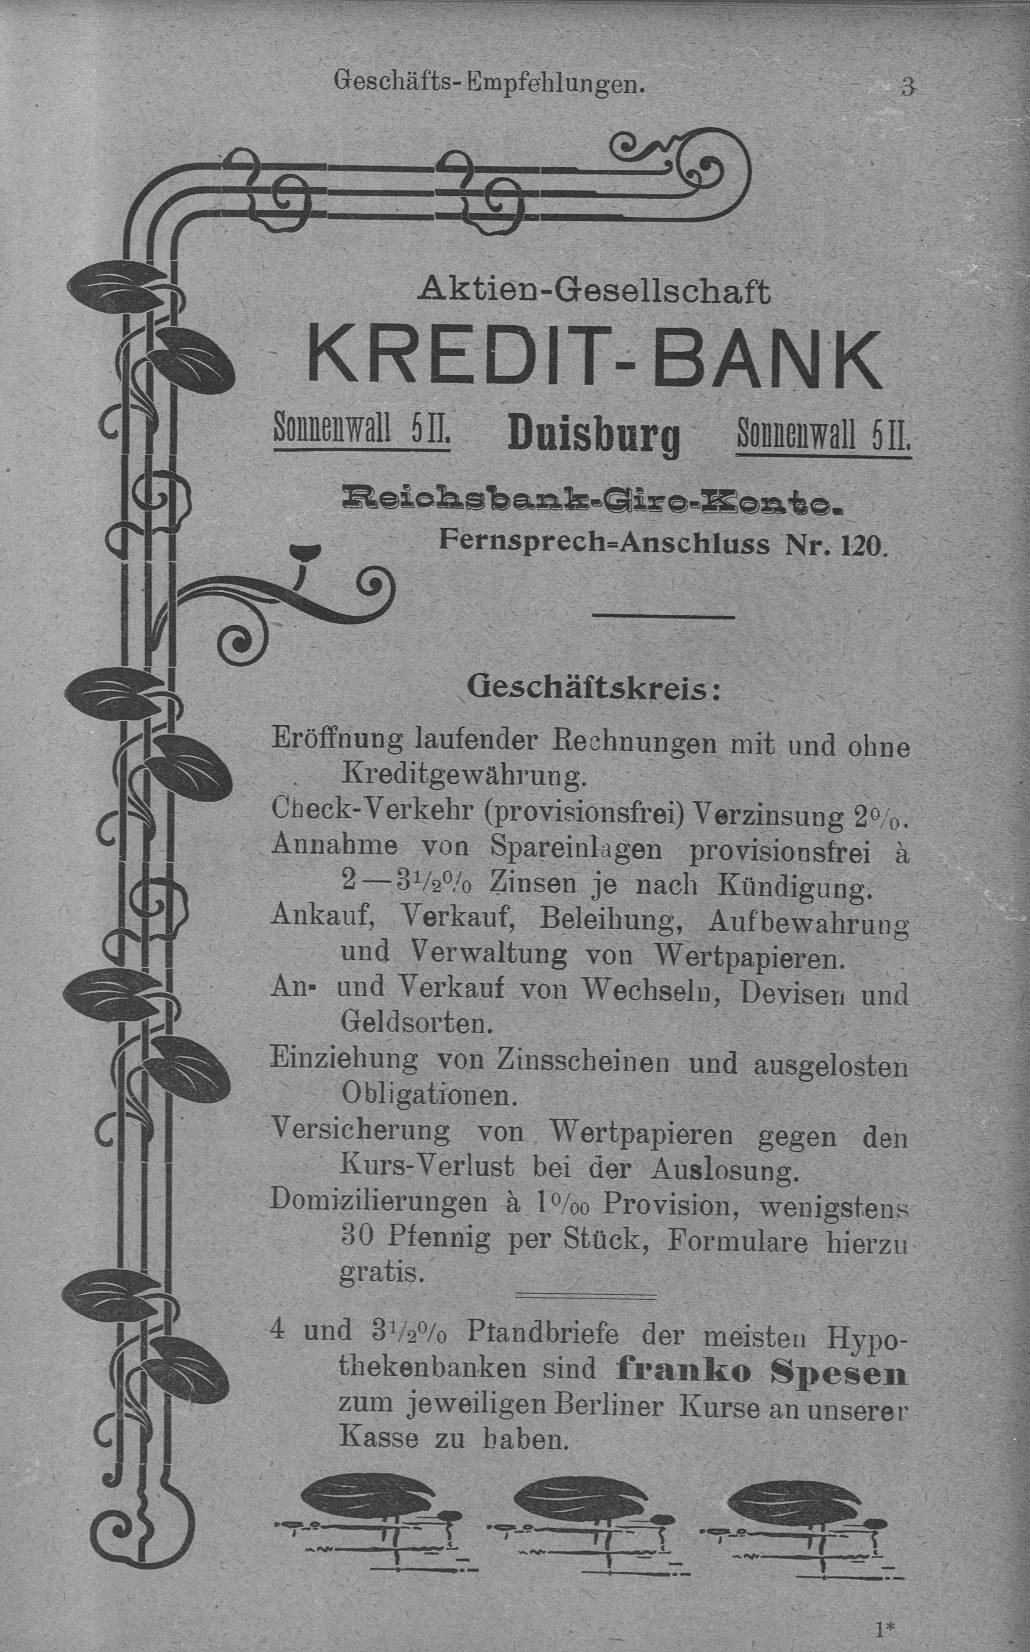 Geschäfts-Empfehlungen. 3
Aktien-Gesellschaft
KREDIT-BANK
Sonnenwall 5 II. Duisburg Sonnenwall 5 II.
Reichsbank-Giro-Konto.
Fernsprech-Anschluss Nr. 120.
Geschäftskreis:
Eröffnung laufender Rechnungen mit und ohne
Kreditgewährung.
Check-Verkehr (provisionsfrei) Verzinsung 2%.
Annahme von Spareinlagen provisionsfrei à
2—3½% Zinsen je nach Kündigung.
Ankauf, Verkauf, Beleihung, Aufbewahrung
und Verwaltung von Wertpapieren.
An- und Verkauf von Wechseln, Devisen und
Geldsorten.
Einziehung von Zinsscheinen und ausgelosten
Obligationen.
Versicherung von Wertpapieren gegen den
Kurs-Verlust bei der Auslosung.
Domizilierungen à 1‰ Provision, wenigstens
30 Pfennig per Stück, Formulare hierzu
gratis.
4 und 3½% Pfandbriefe der meisten Hypo-
thekenbanken sind franko Spesen
zum jeweiligen Berliner Kurse an unserer
Kasse zu haben.
1*